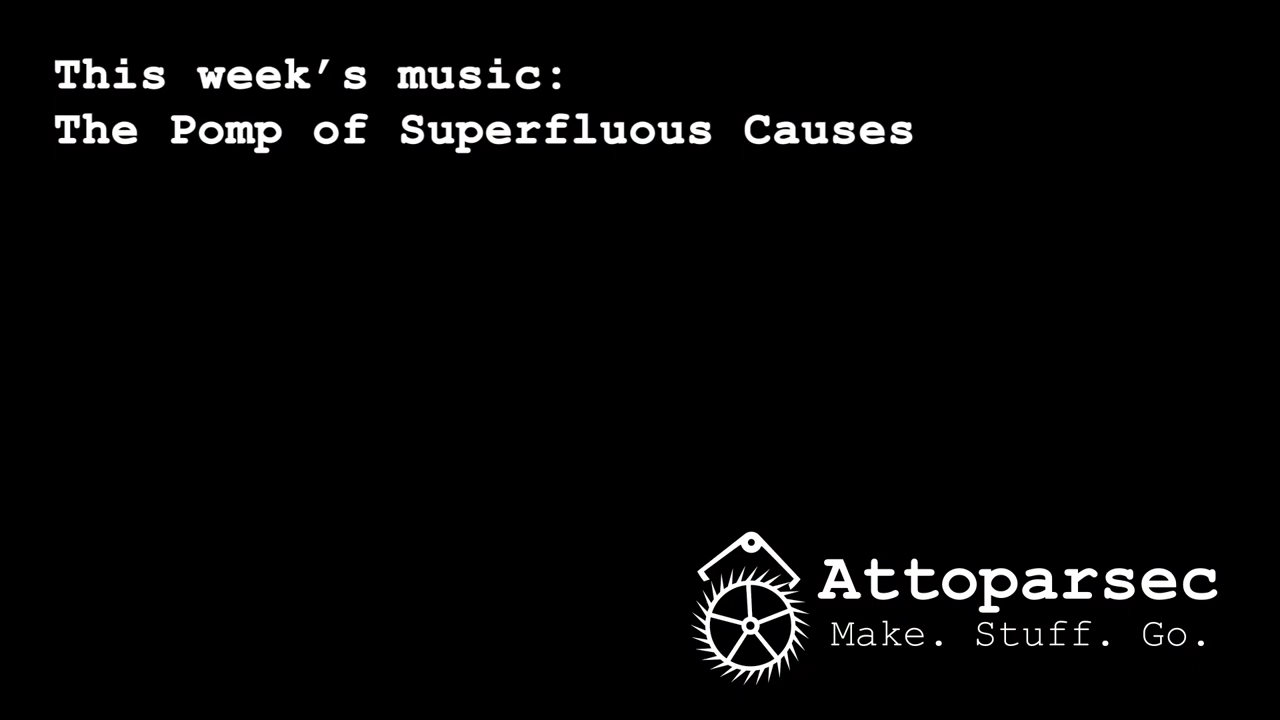 This week’s music:
The Pomp of Superfluous Causes
Attoparsec
Make. Stuff. Go.